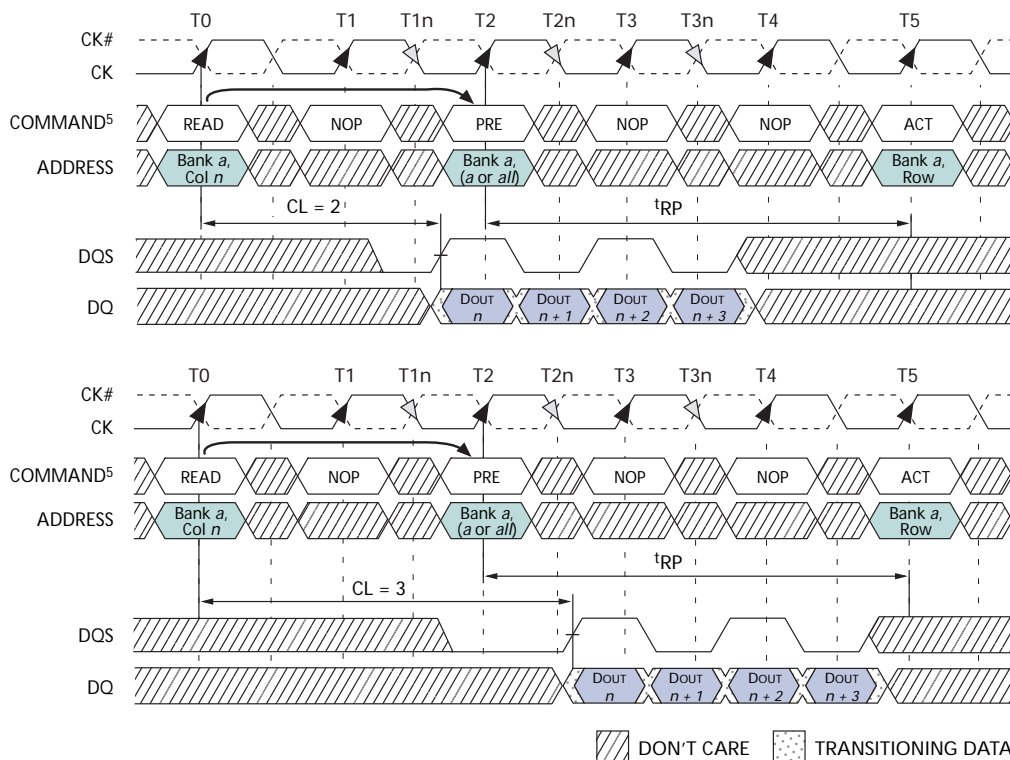 T0 T1 T1n T2 T2n T3 T3n T4 T5
CK#
CK
COMMAND5 READ NOP PRE NOP NOP ACT
ADDRESS Bank a, Col n Bank a, (a or all) Bank a, Row
CL = 2 tRP
DQS
DQ DOUT n DOUT n + 1 DOUT n + 2 DOUT n + 3
T0 T1 T1n T2 T2n T3 T3n T4 T5
CK#
CK
COMMAND5 READ NOP PRE NOP NOP ACT
ADDRESS Bank a, Col n Bank a, (a or all) Bank a, Row
CL = 3 tRP
DQS
DQ DOUT n DOUT n + 1 DOUT n + 2 DOUT n + 3
DON'T CARE TRANSITIONING DATA